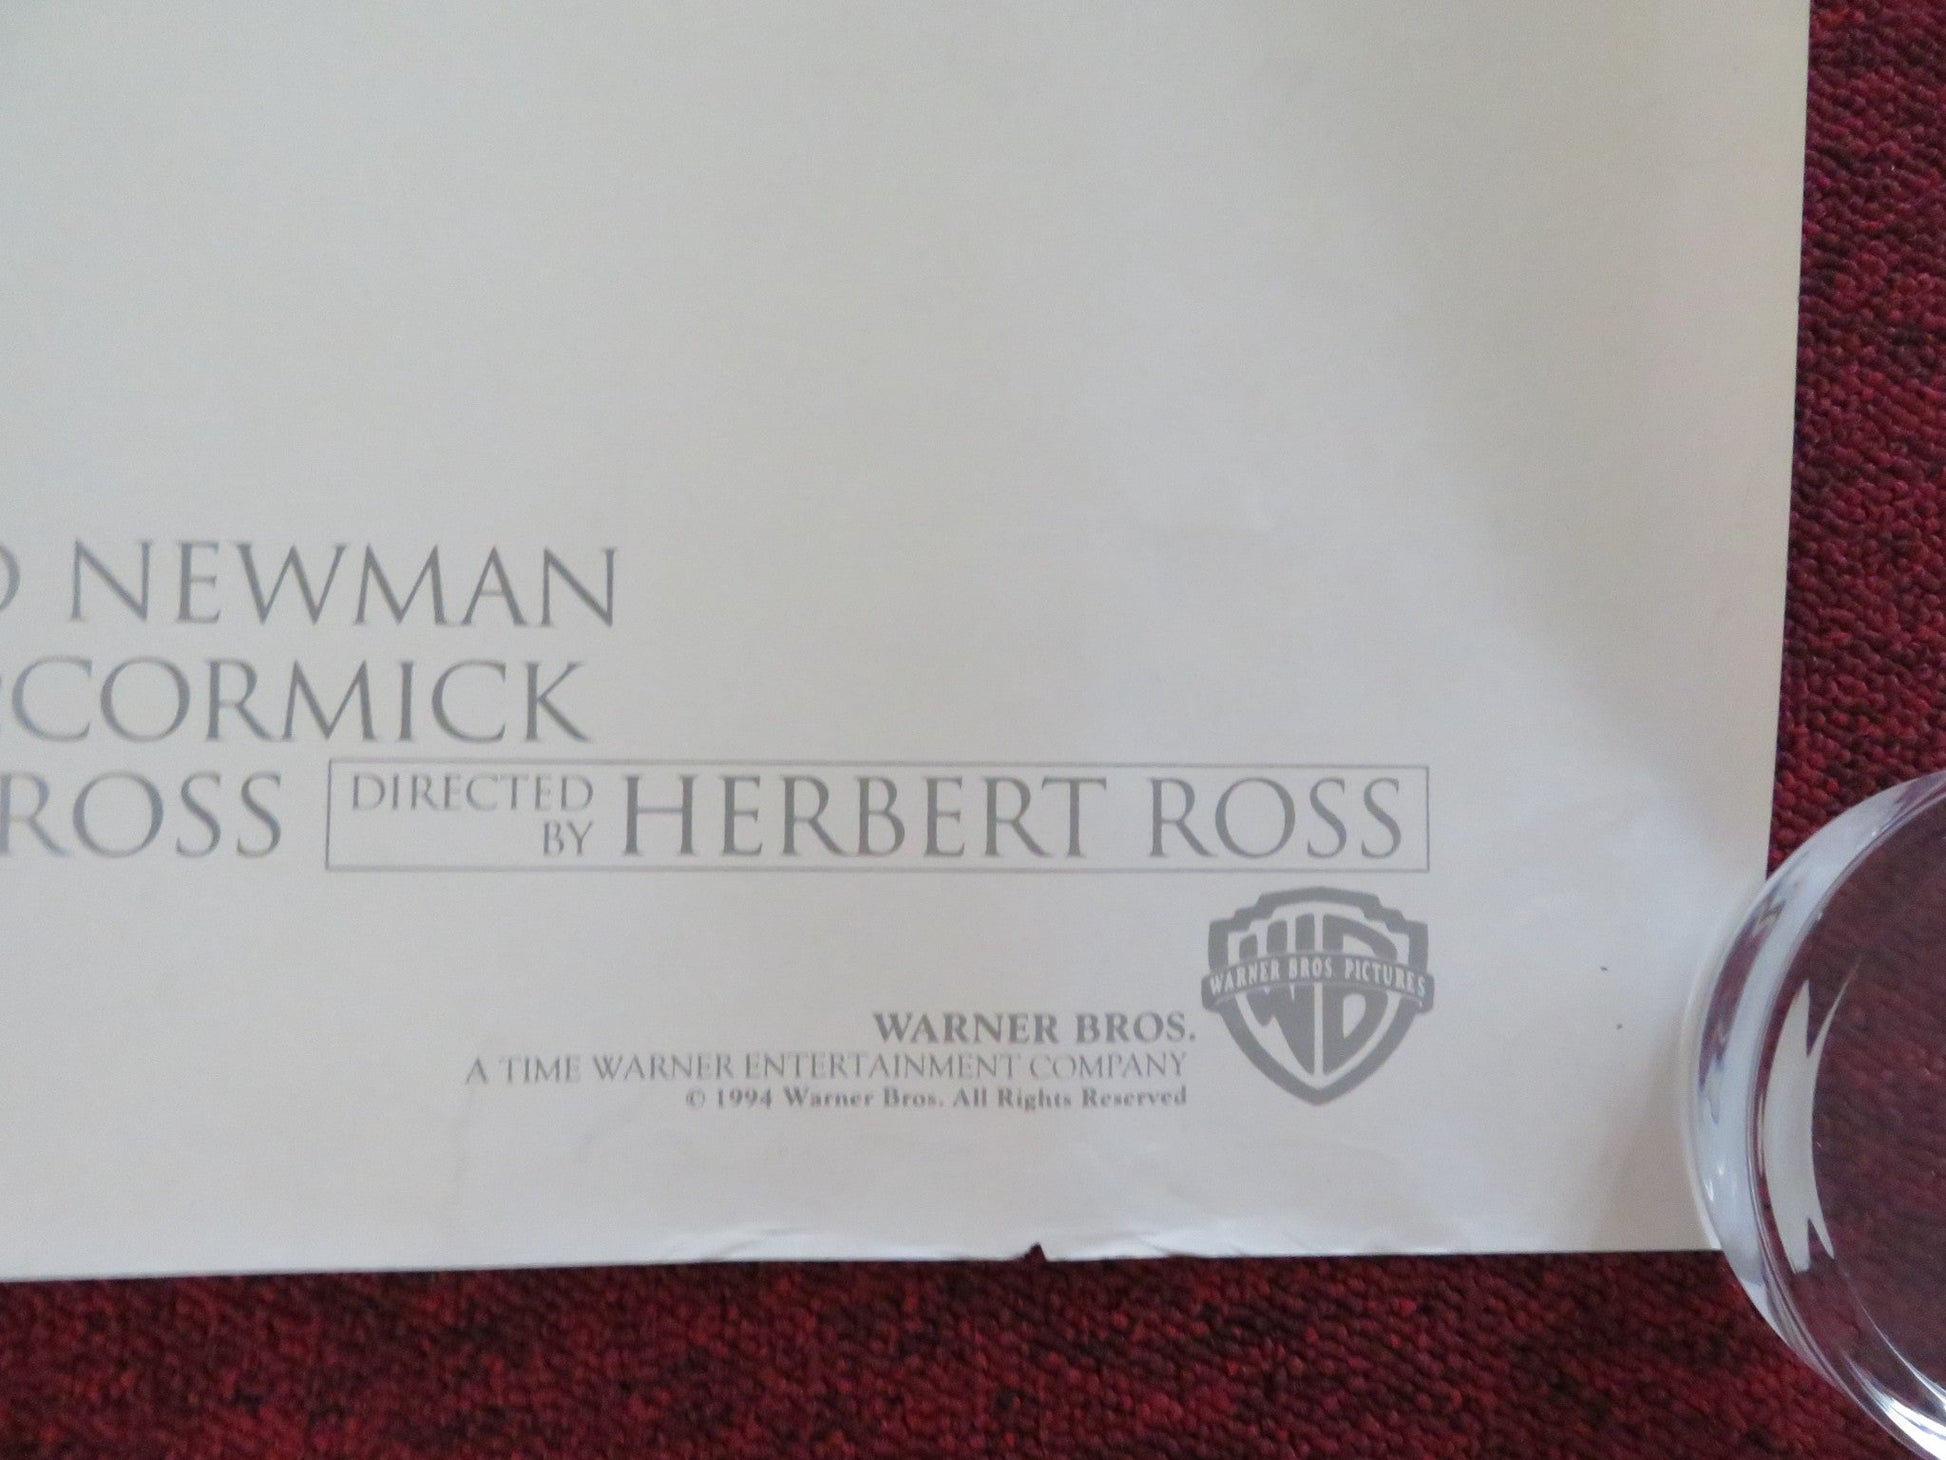 NEWMAN
CORMICK
ROSS DIRECTED BY HERBERT ROSS
WARNER BROS. PICTURES
WB
WARNER BROS.
A TIME WARNER ENTERTAINMENT COMPANY
© 1994 Warner Bros. All Rights Reserved